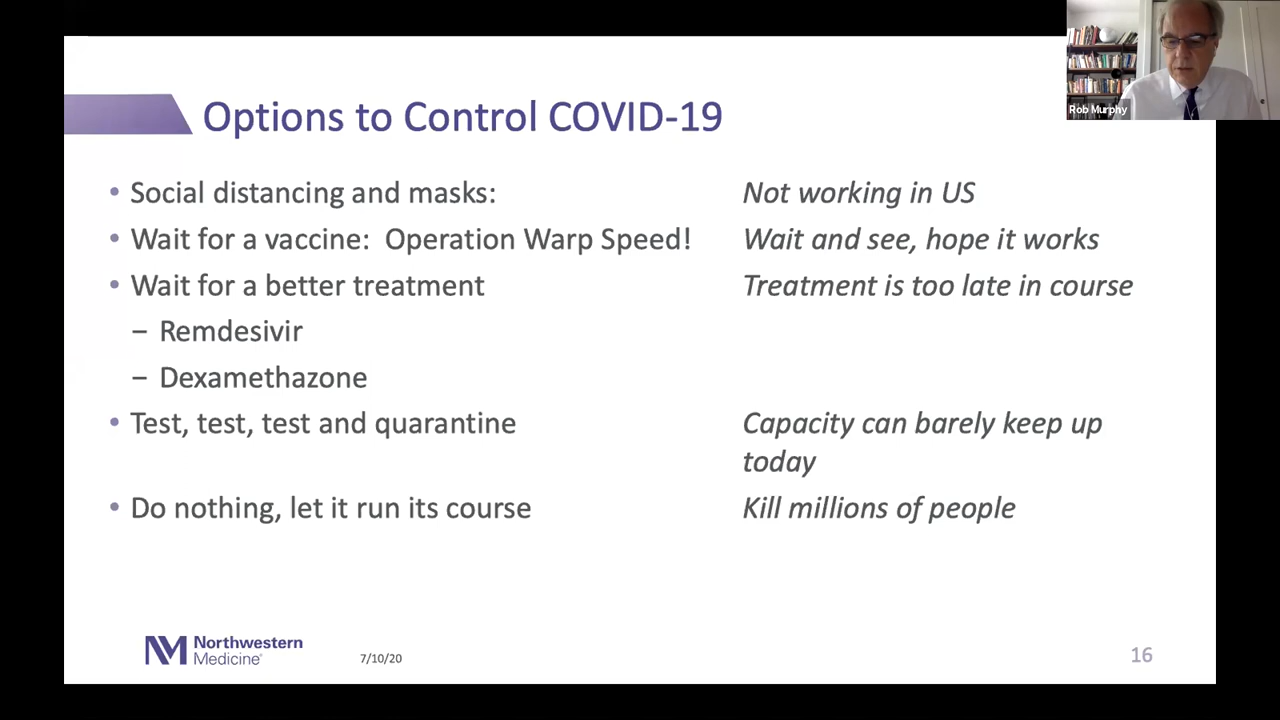 Rob Murphy
Options to Control COVID-19
• Social distancing and masks: Not working in US
• Wait for a vaccine: Operation Warp Speed! Wait and see, hope it works
• Wait for a better treatment Treatment is too late in course
– Remdesivir
– Dexamethazone
• Test, test, test and quarantine Capacity can barely keep up
today
• Do nothing, let it run its course Kill millions of people
NM Northwestern
Medicine®
7/10/20
16